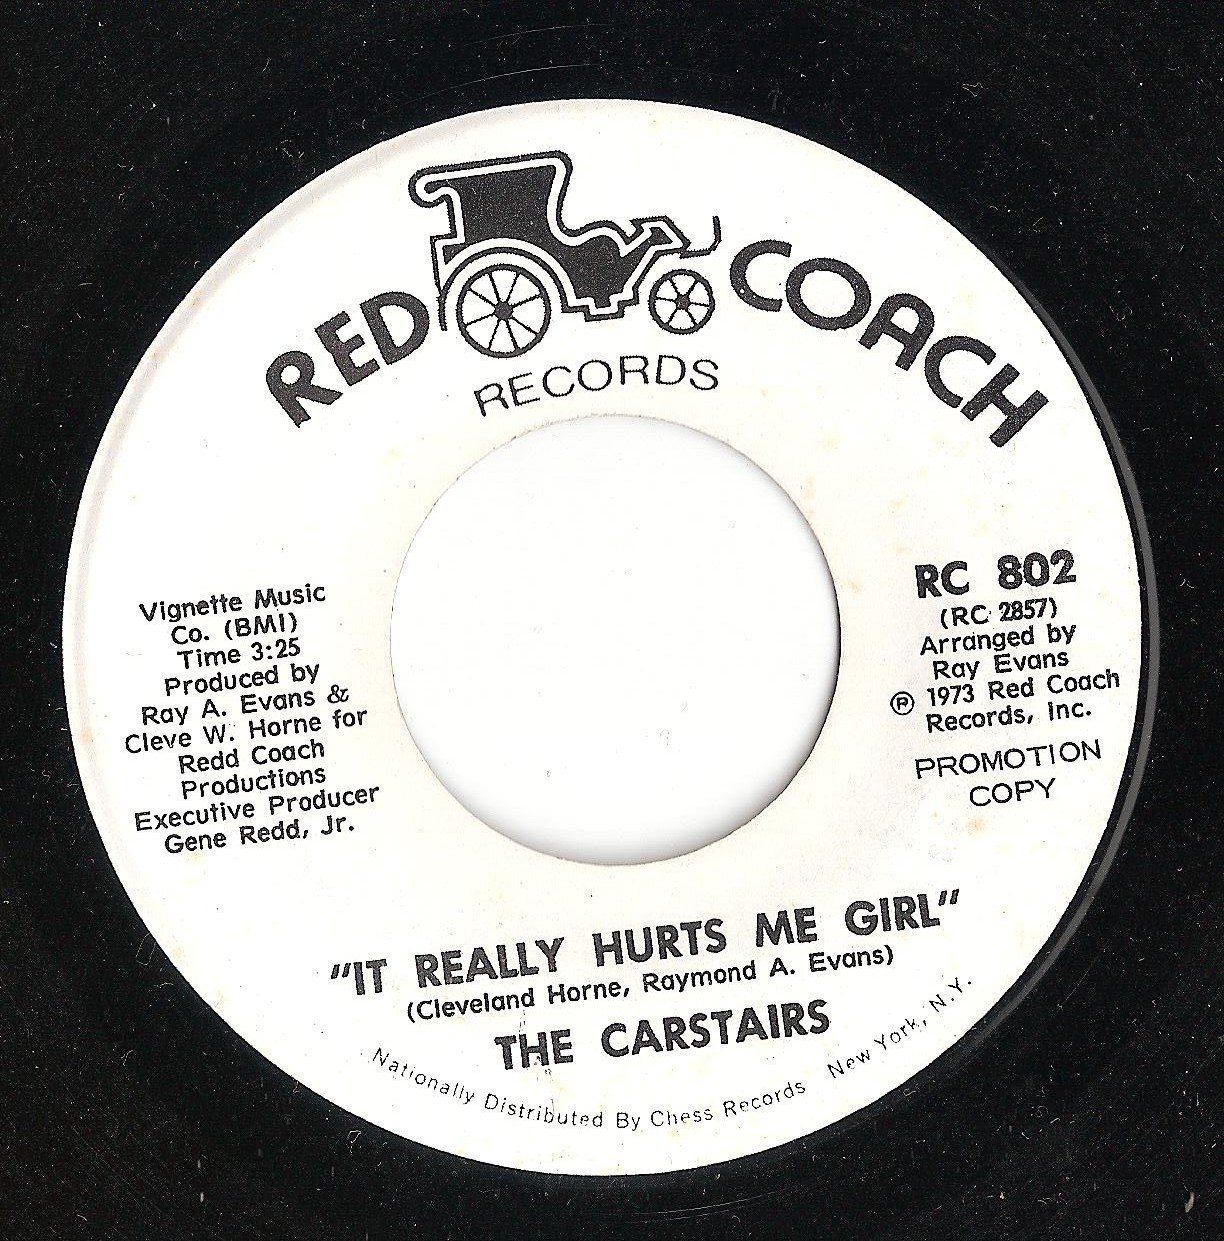 RED COACH
RECORDS
Vignette Music
Co. (BMI)
Time 3:25
Produced by
Ray A. Evans &
Cleve W. Horne for
Redd Coach
Productions
Executive Producer
Gene Redd, Jr.
RC 802
(RC 2857)
Arranged by
Ray Evans
℗ 1973 Red Coach
Records, Inc.
PROMOTION
COPY
"IT REALLY HURTS ME GIRL"
(Cleveland Horne, Raymond A. Evans)
THE CARSTAIRS
Nationally Distributed By Chess Records New York, N.Y.